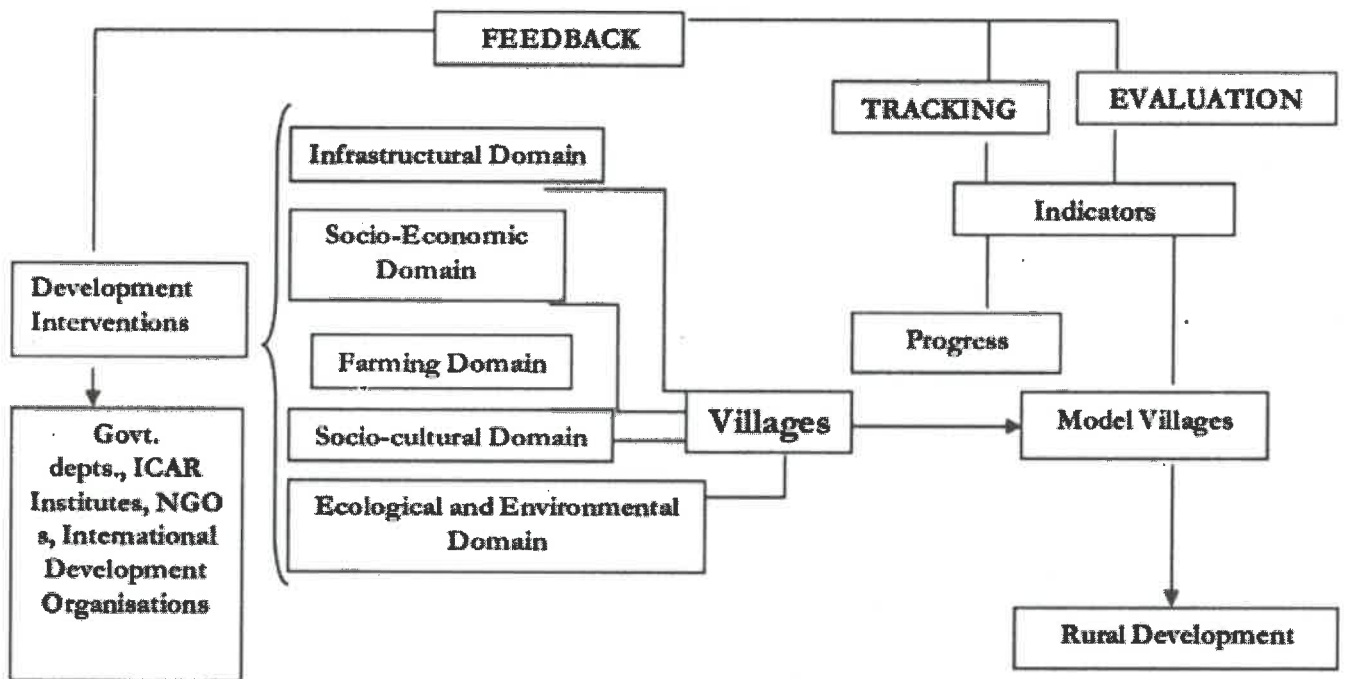 FEEDBACK
TRACKING
EVALUATION
Infrastructural Domain
Indicators
Socio-Economic
Domain
Development
Interventions
Progress
Farming Domain
Villages
Model Villages
Socio-cultural Domain
Govt.
depts., ICAR
Institutes, NGO
s, International
Development
Organisations
Ecological and Environmental
Domain
Rural Development